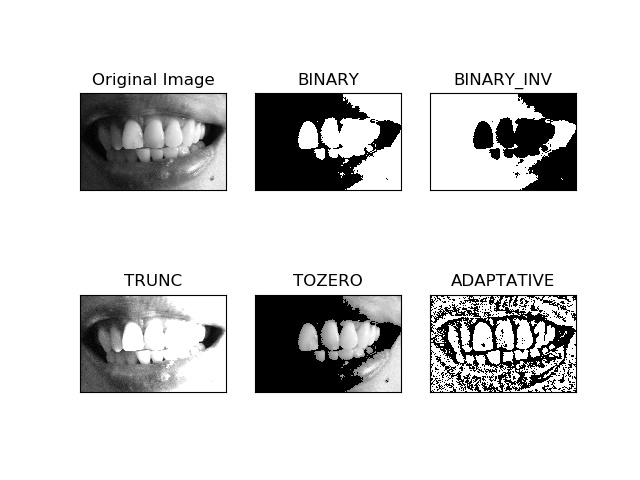 Original Image
BINARY
BINARY_INV
TRUNC
TOZERO
ADAPTATIVE